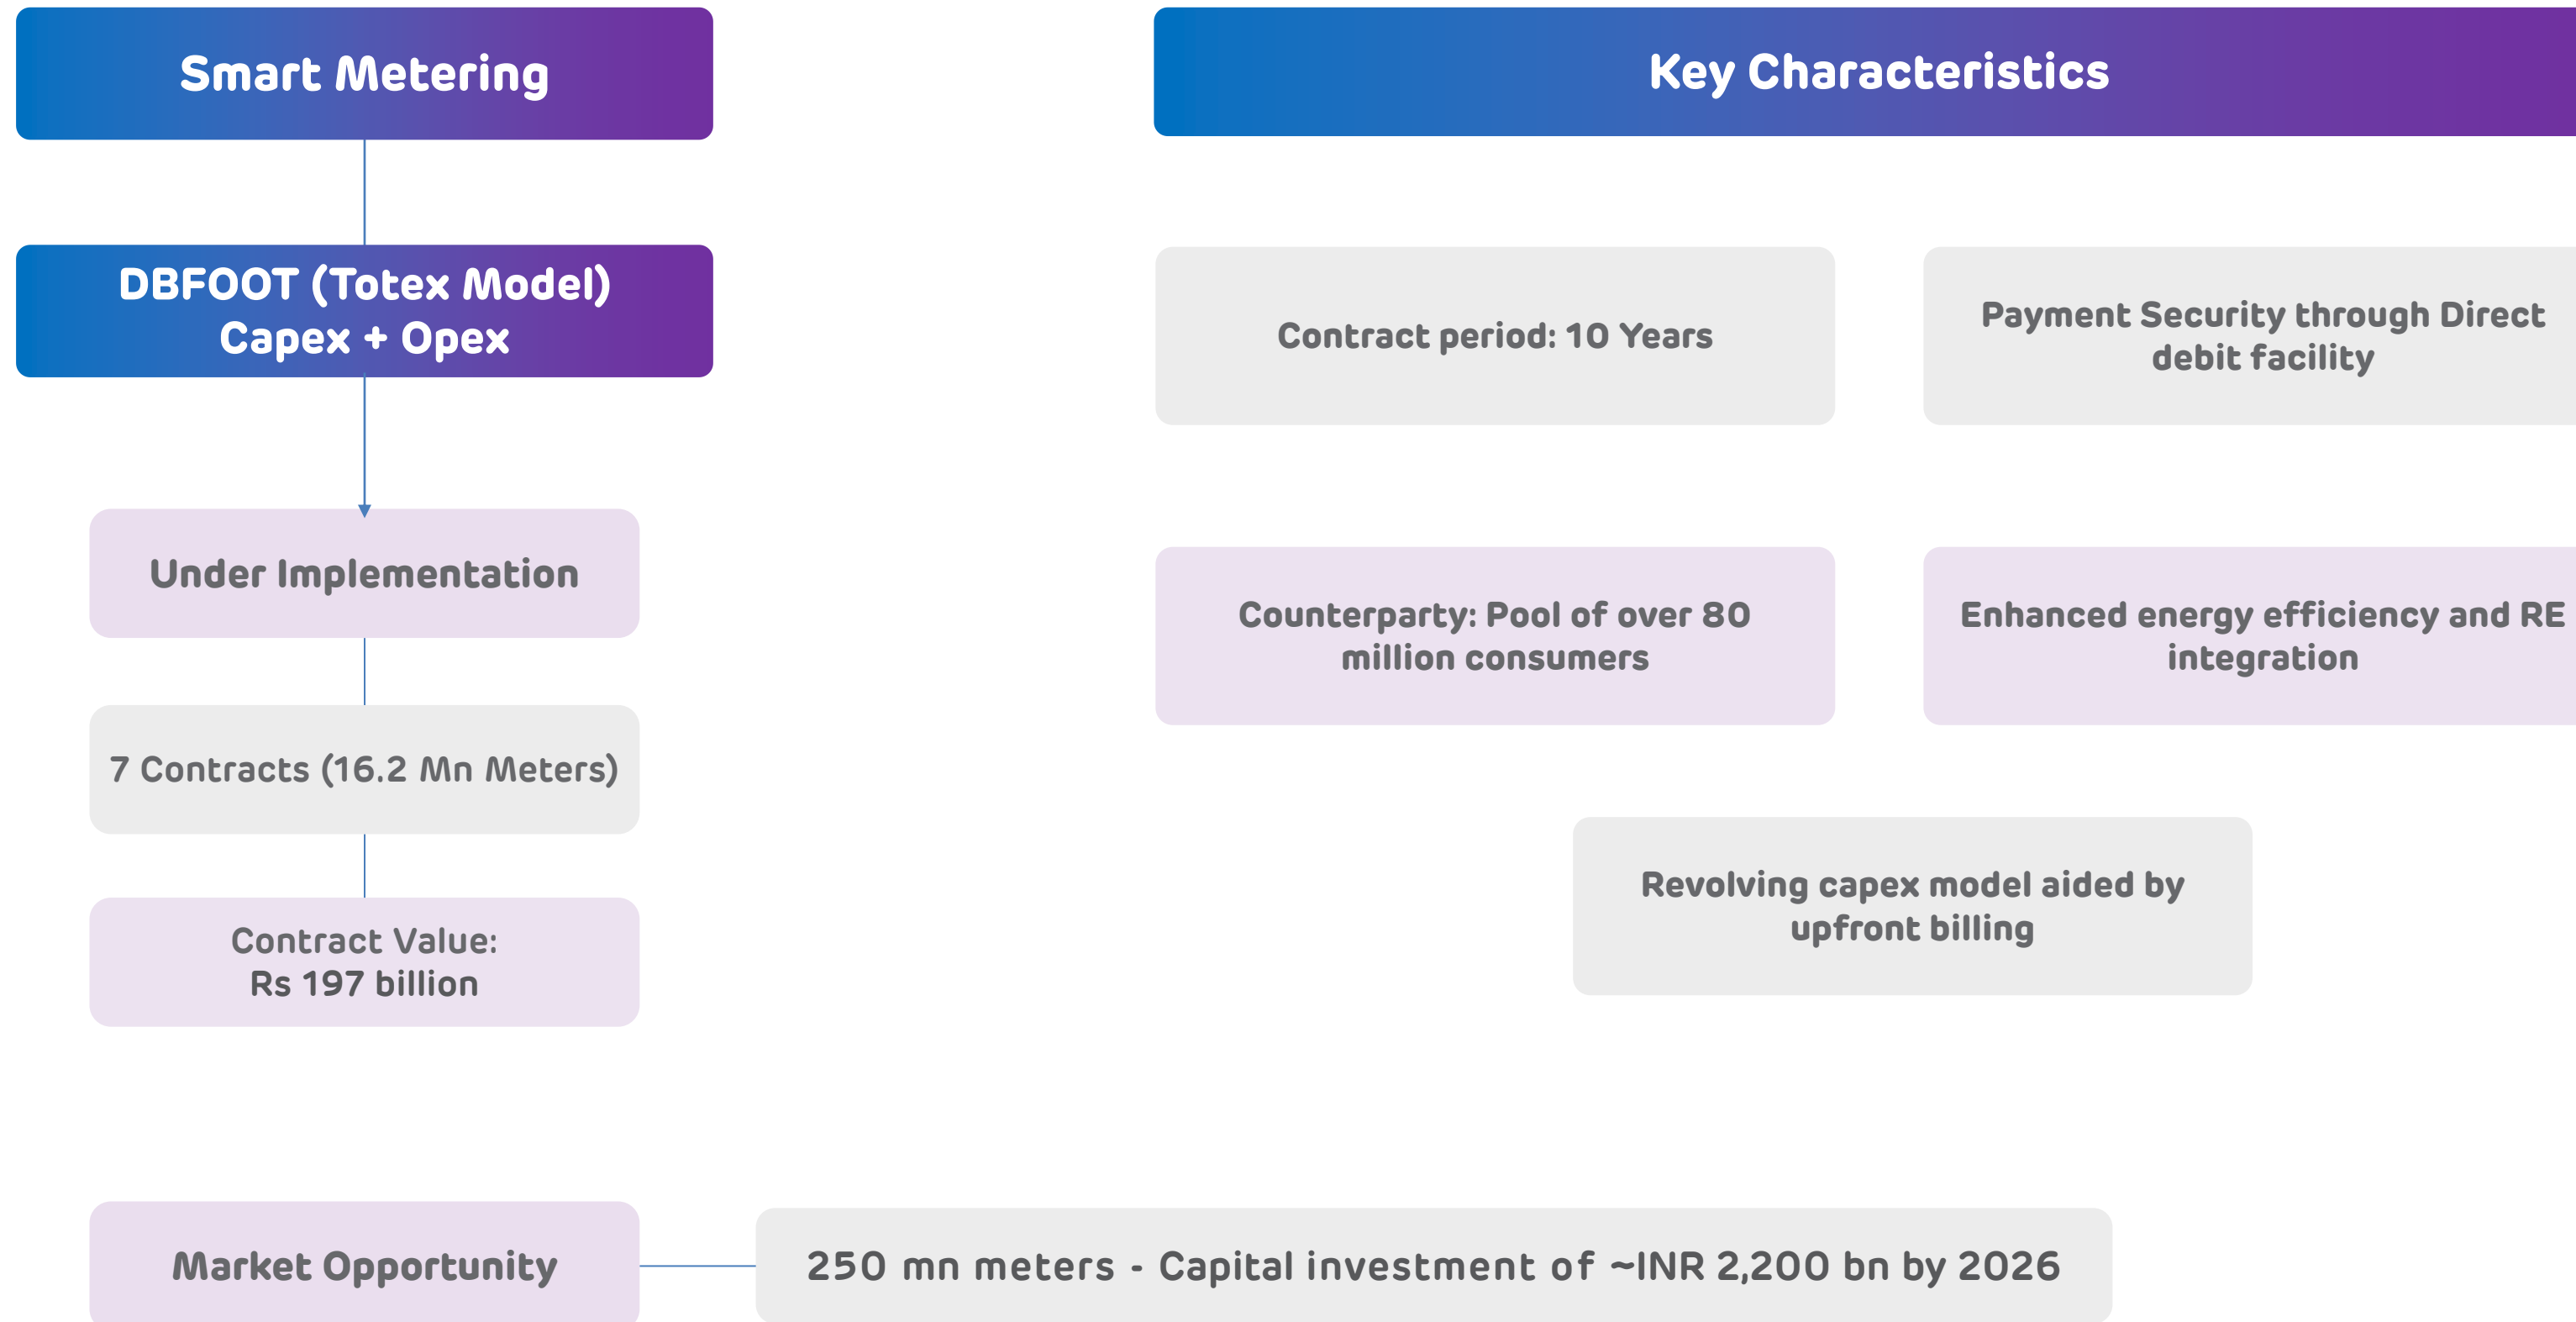 Smart Metering
DBFOOT (Totex Model)
Capex + Opex
Under Implementation
7 Contracts (16.2 Mn Meters)
Contract Value:
Rs 197 billion
Key Characteristics
Contract period: 10 Years
Payment Security through Direct
debit facility
Counterparty: Pool of over 80
million consumers
Enhanced energy efficiency and RE
integration
Revolving capex model aided by
upfront billing
Market Opportunity
250 mn meters - Capital investment of ~INR 2,200 bn by 2026